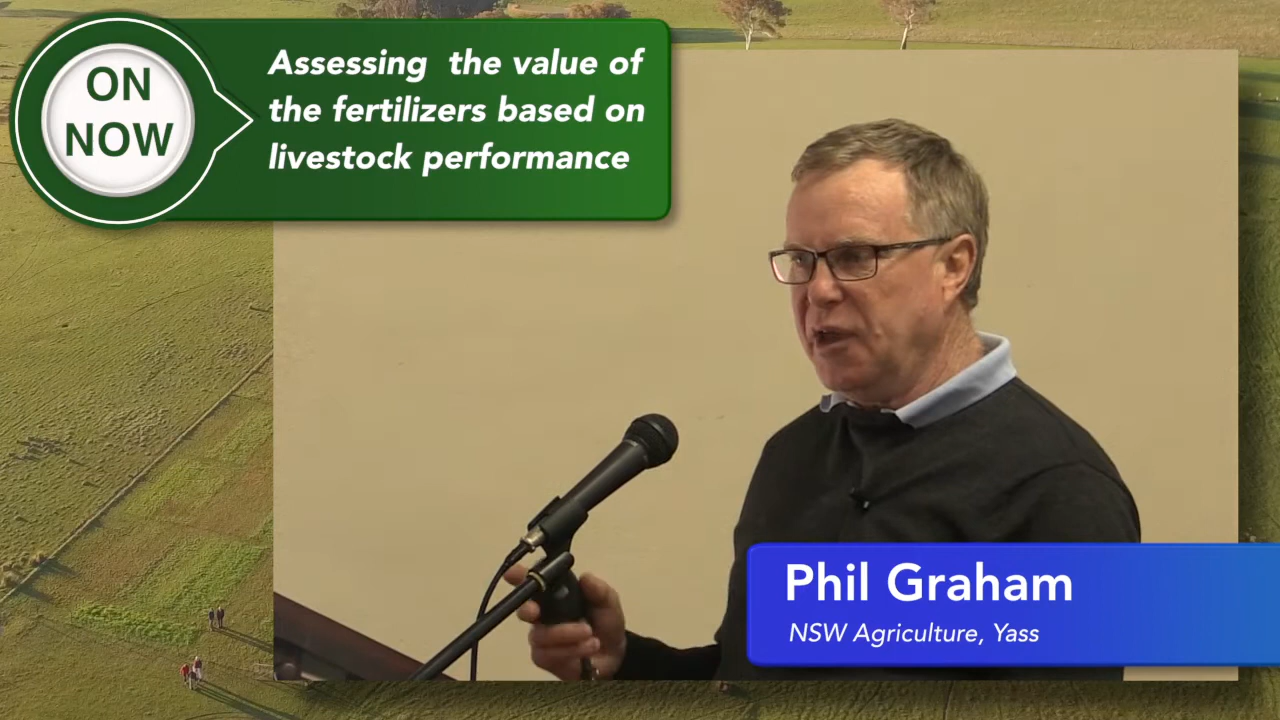 ON
NOW
Assessing the value of
the fertilizers based on
livestock performance
Phil Graham
NSW Agriculture, Yass